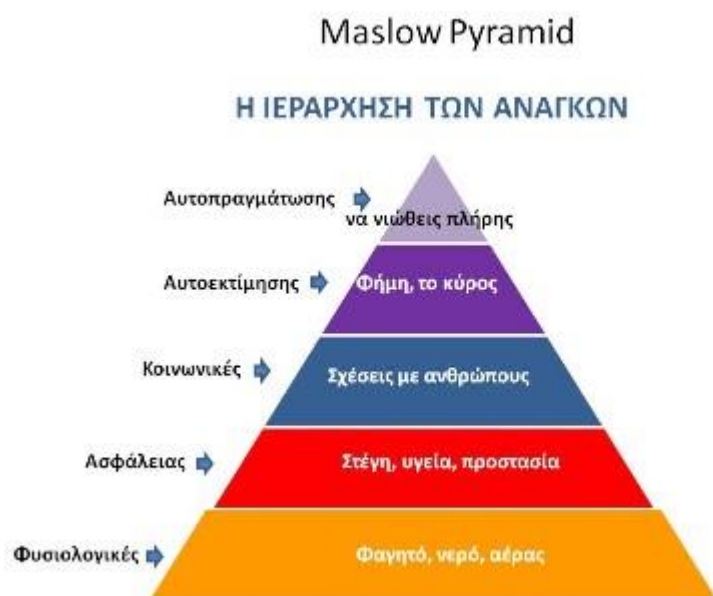 Maslow Pyramid
Η ΙΕΡΑΡΧΗΣΗ ΤΩΝ ΑΝΑΓΚΩΝ
Αυτοπραγμάτωσης
να νιώθεις πλήρης
Αυτοεκτίμησης
Φήμη, το κύρος
Κοινωνικές
Σχέσεις με ανθρώπους
Ασφάλειας
Στέγη, υγεία, προστασία
Φυσιολογικές
Φαγητό, νερό, αέρας